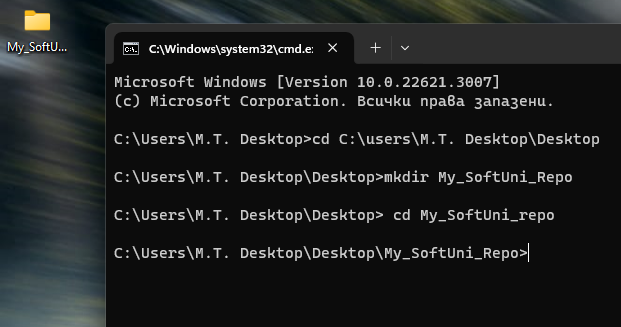 My_SoftU...
C:\Windows\system32\cmd.e:
Microsoft Windows [Version 10.0.22621.3007]
(c) Microsoft Corporation. Всички права запазени.
C:\Users\M.T. Desktop>cd C:\users\M.T. Desktop\Desktop
C:\Users\M.T. Desktop\Desktop>mkdir My_SoftUni_Repo
C:\Users\M.T. Desktop\Desktop> cd My_SoftUni_repo
C:\Users\M.T. Desktop\Desktop\My_SoftUni_Repo>